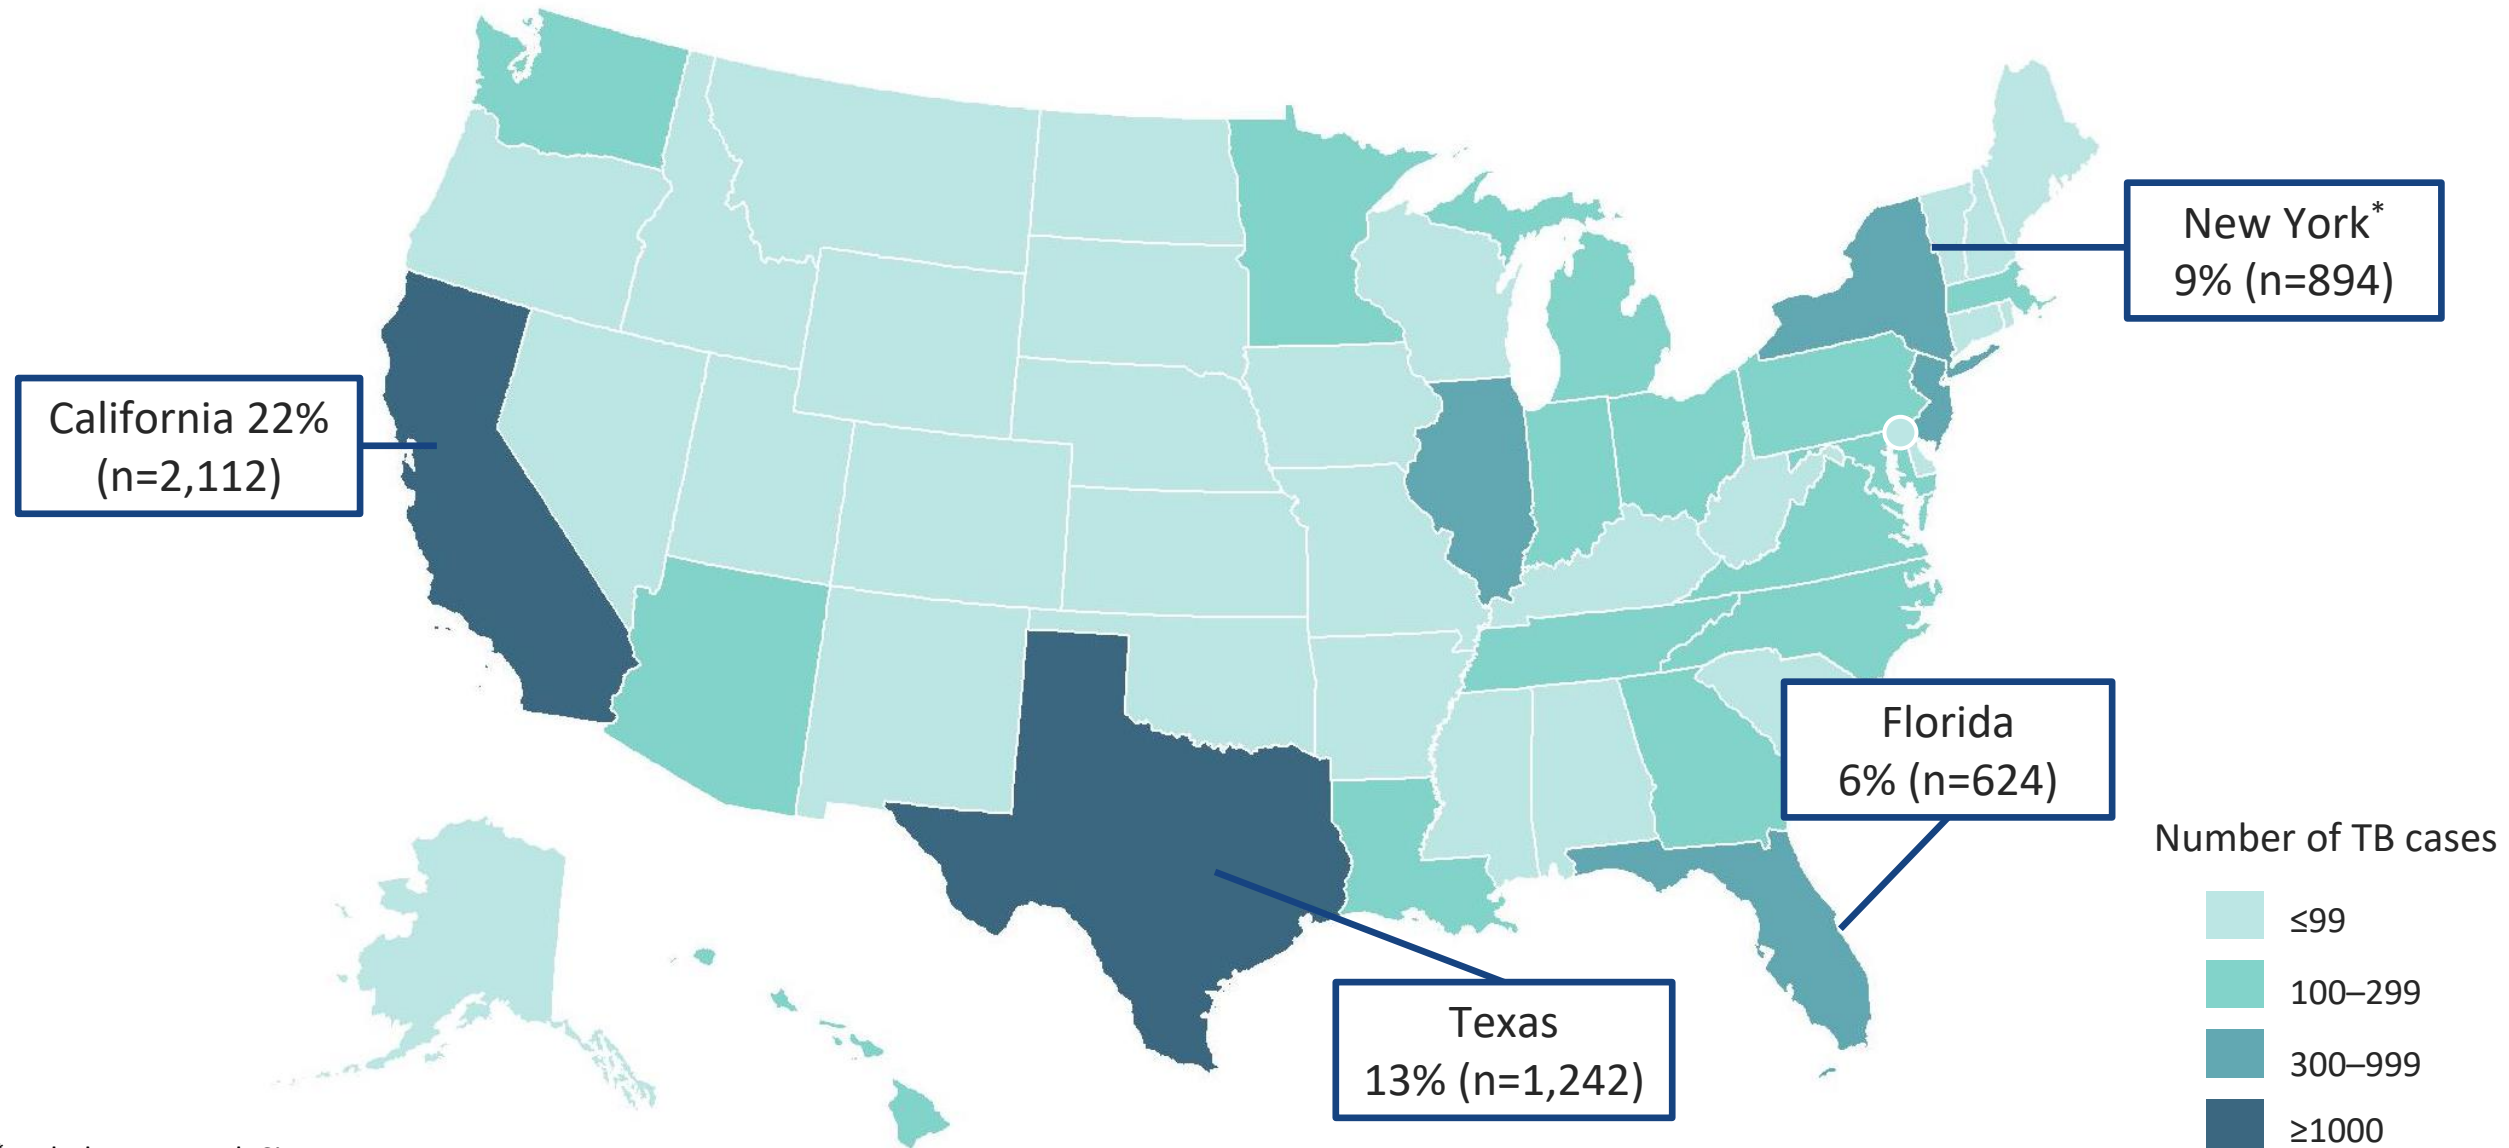 New York*
9% (n=894)
California 22%
(n=2,112)
Florida
6% (n=624)
Number of TB cases
≤99
100–299
300–999
≥1000
Texas
13% (n=1,242)